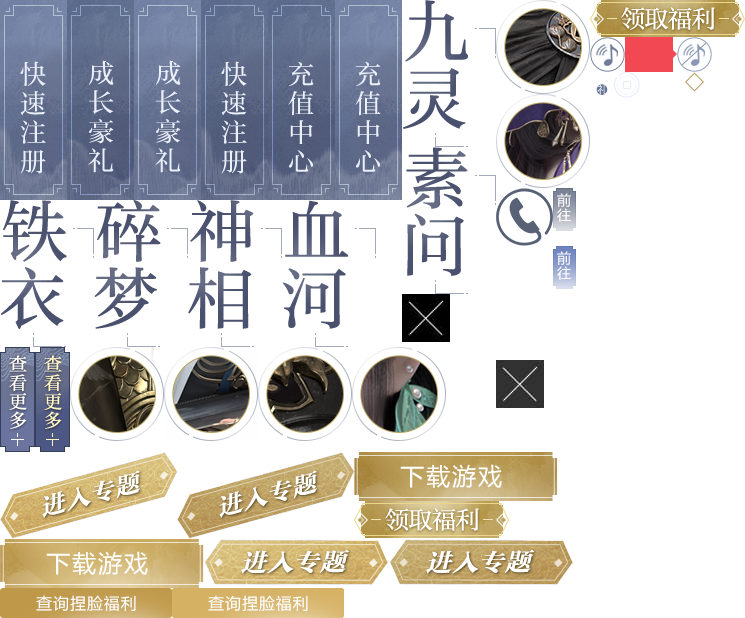 快速注册
成长豪礼
成长豪礼
快速注册
充值中心
充值中心
九灵
领取福利
素问
前往
前往
铁衣
碎梦
神相
血河
查看更多
查看更多
进入专题
进入专题
下载游戏
领取福利
下载游戏
进入专题
进入专题
查询捏脸福利
查询捏脸福利